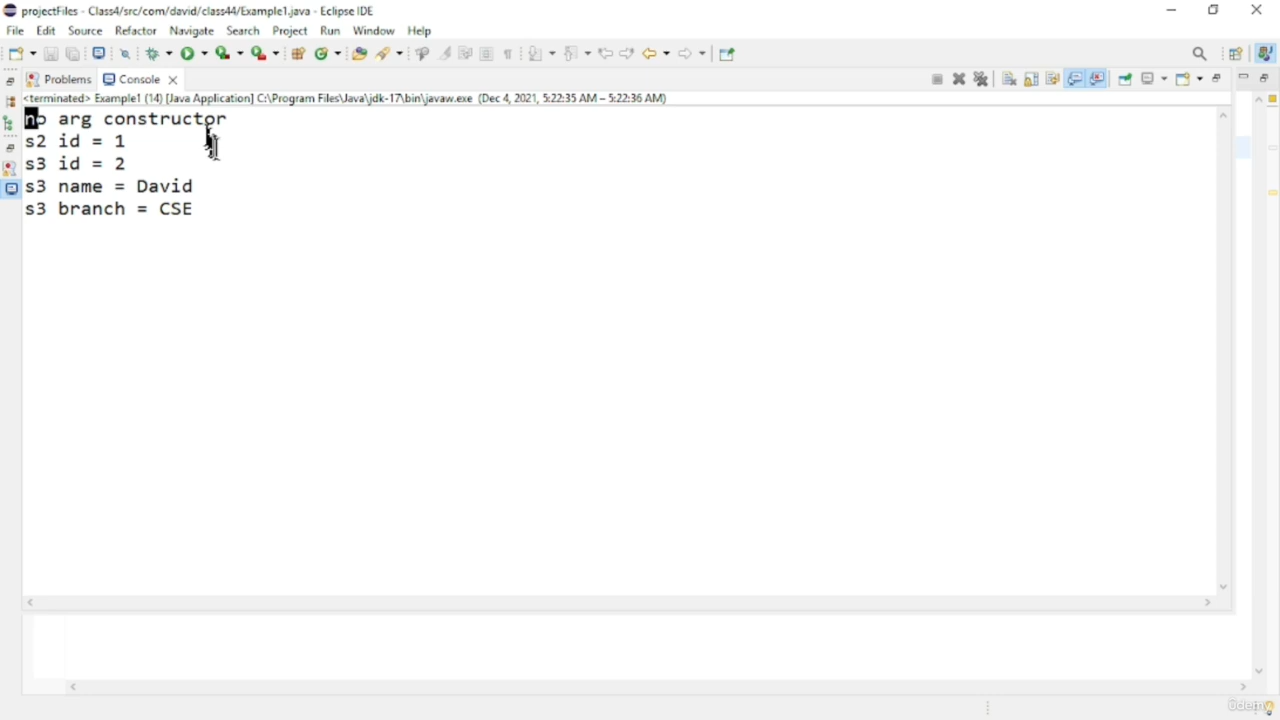 projectFiles - Class4/src/com/david/class44/Example1.java - Eclipse IDE
File Edit Source Refactor Navigate Search Project Run Window Help
Problems Console
<terminated> Example1 (14) [Java Application] C:\Program Files\Java\jdk-17\bin\javaw.exe (Dec 4, 2021, 5:22:35 AM – 5:22:36 AM)
no arg constructor
s2 id = 1
s3 id = 2
s3 name = David
s3 branch = CSE
Udemy